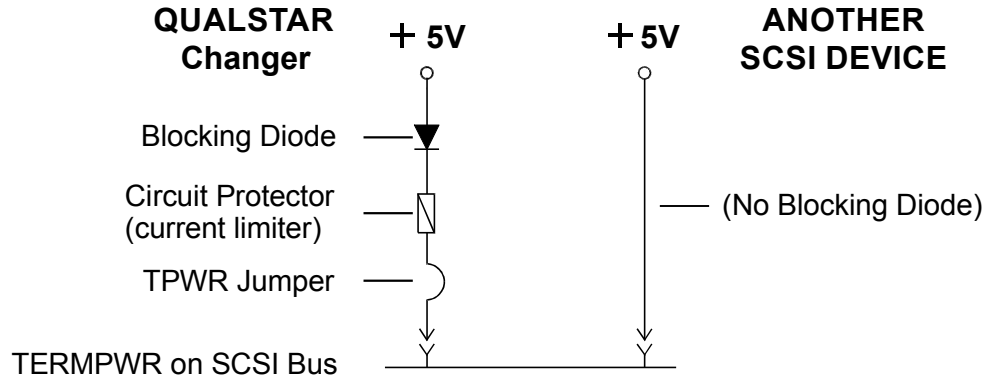 QUALSTAR
Changer
+ 5V
+ 5V
ANOTHER
SCSI DEVICE
Blocking Diode
Circuit Protector
(current limiter)
(No Blocking Diode)
TPWR Jumper
TERMPWR on SCSI Bus